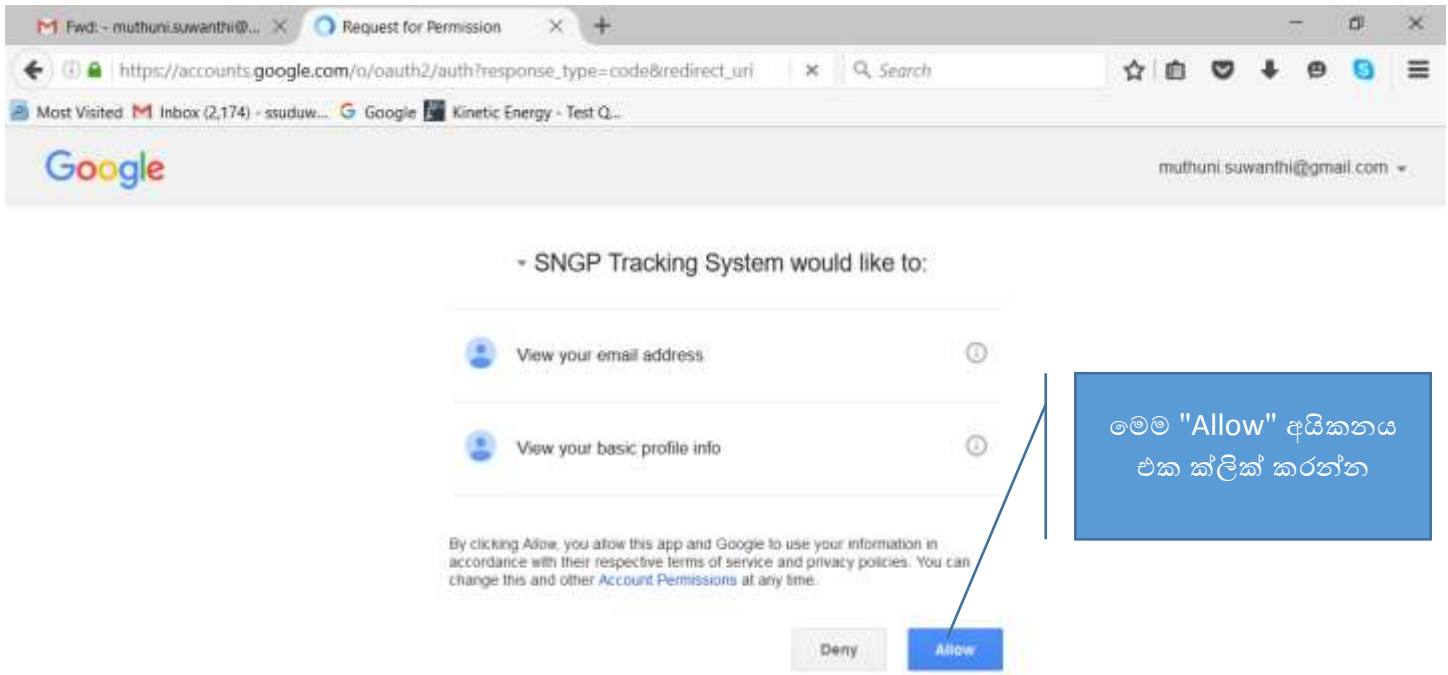 Fwd: - muthuni.suwanthi@...
Request for Permission
https://accounts.google.com/o/oauth2/auth?response_type=code&redirect_uri
Search
Most Visited
Inbox (2,174) - ssuduw...
Google
Kinetic Energy - Test Q...
Google
muthuni.suwanthi@gmail.com
SNGP Tracking System would like to:
View your email address
View your basic profile info
By clicking Allow, you allow this app and Google to use your information in
accordance with their respective terms of service and privacy policies. You can
change this and other Account Permissions at any time.
Deny
Allow
මෙම "Allow" අයිකනය
එක ක්ලික් කරන්න